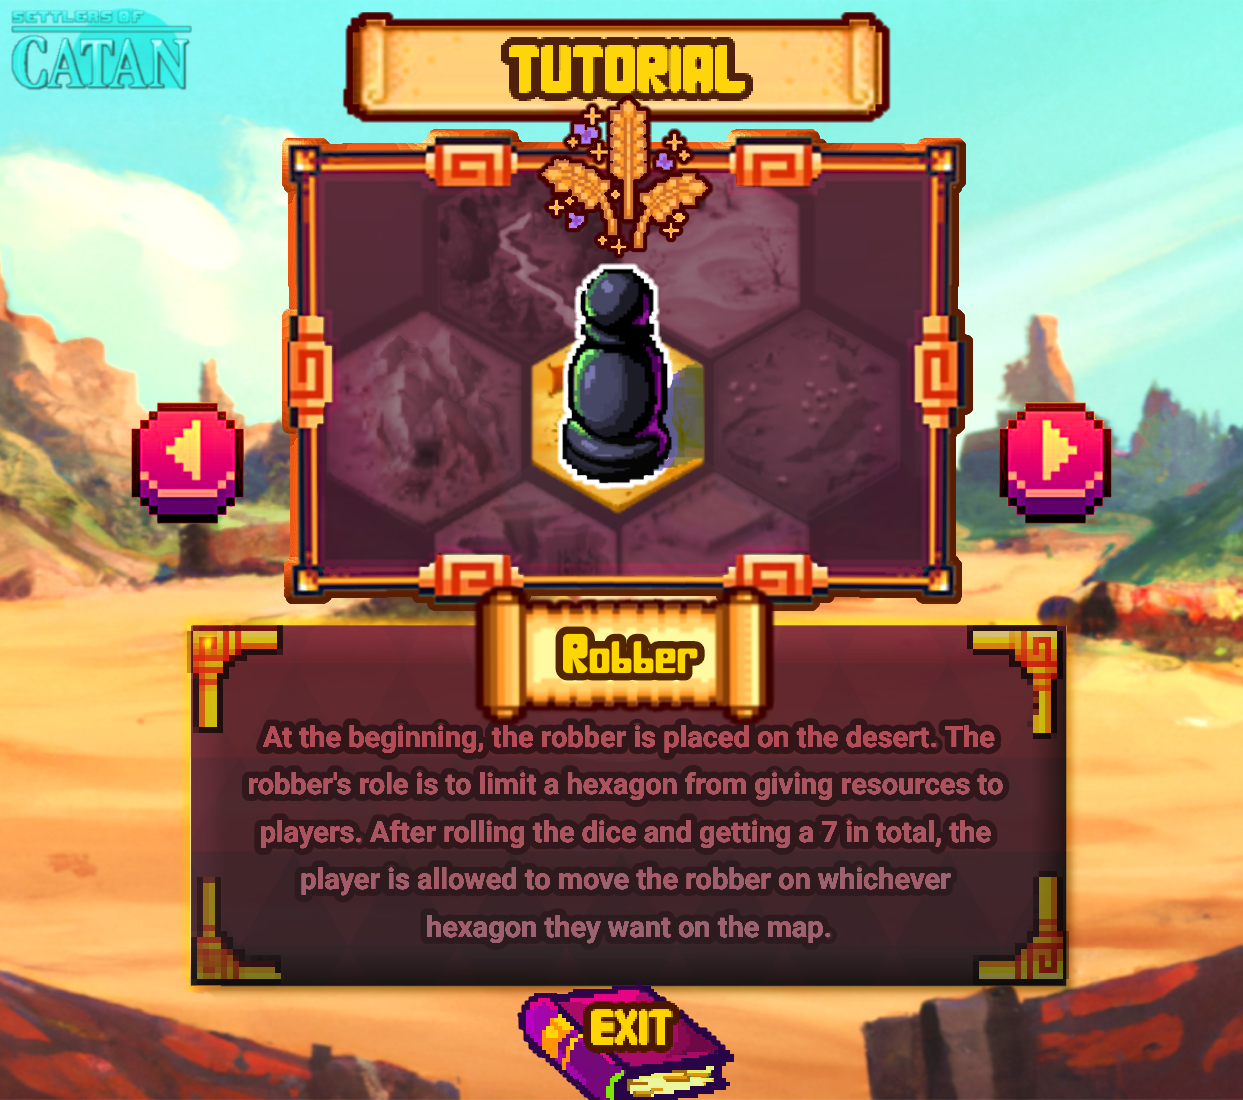 SETTLERS OF
CATAN
TUTORIAL
Robber
At the beginning, the robber is placed on the desert. The
robber's role is to limit a hexagon from giving resources to
players. After rolling the dice and getting a 7 in total, the
player is allowed to move the robber on whichever
hexagon they want on the map.
EXIT